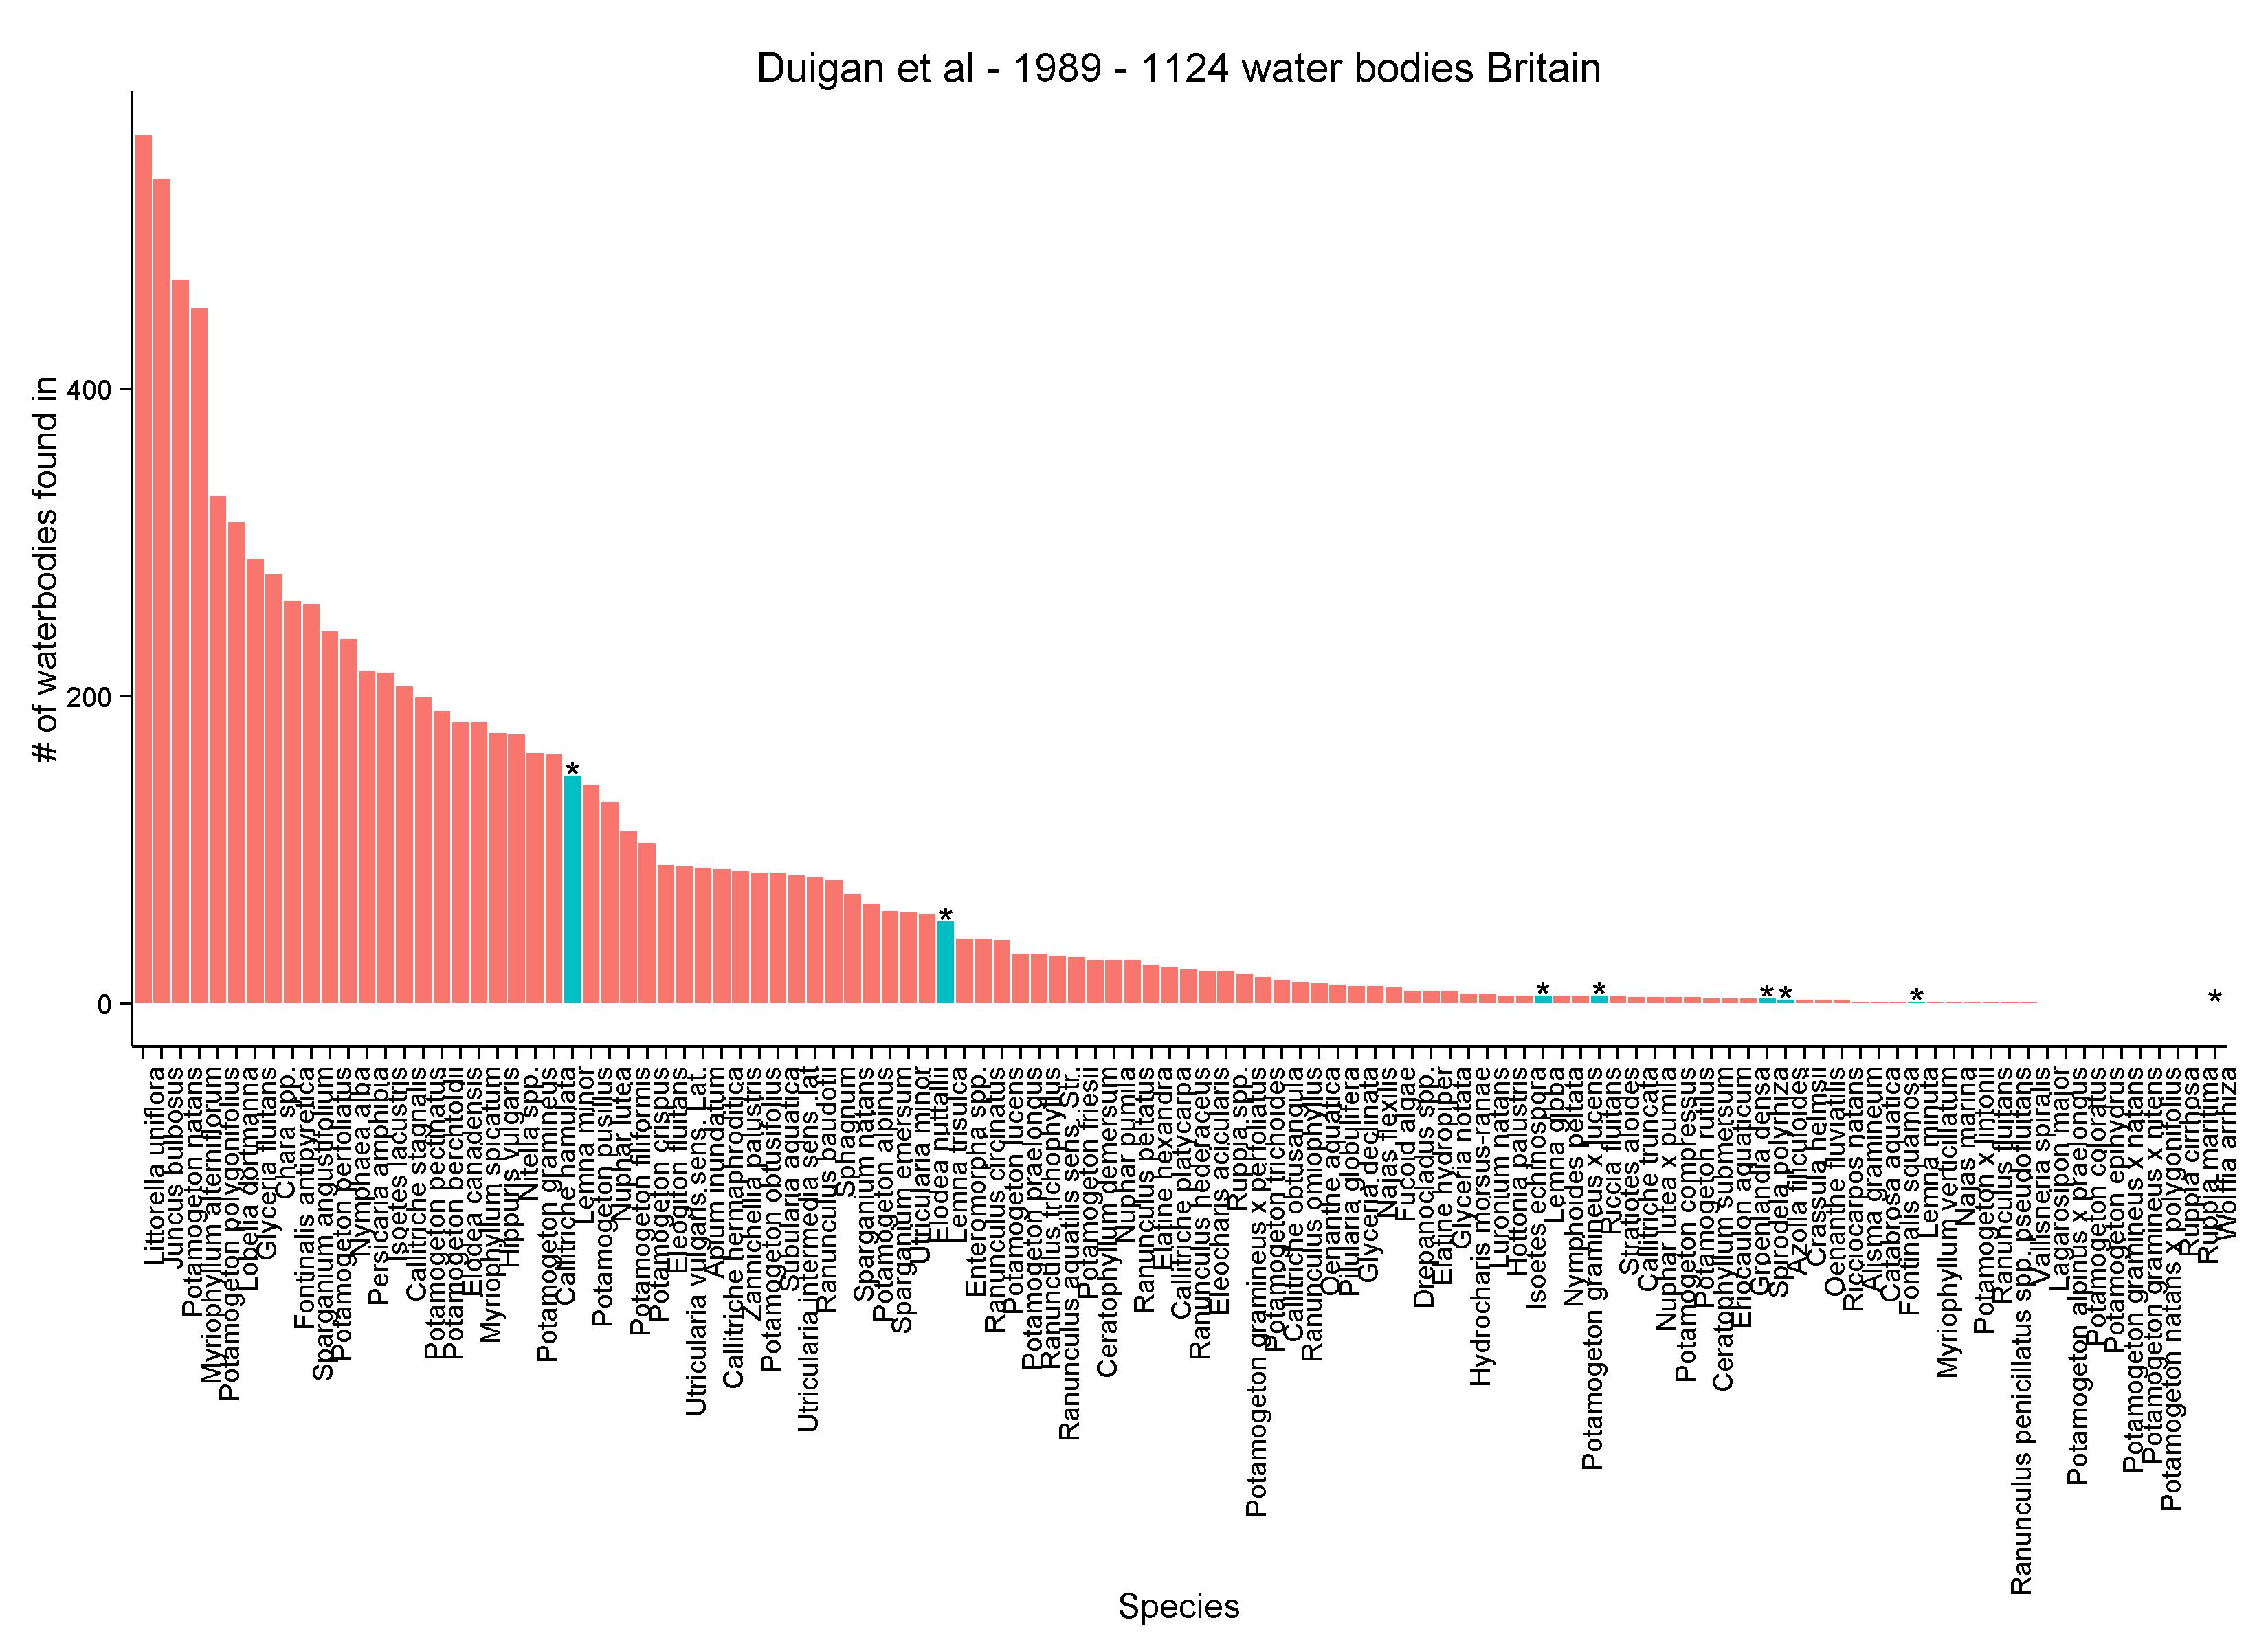 Duigan et al - 1989 - 1124 water bodies Britain
# of waterbodies found in
400
200
0
*
*
*
*
*
*
*
*
Littorella uniflora
Juncus bulbosus
Potamogeton natans
Myriophyllum alterniflorum
Potamogeton polygonifolius
Lobelia dortmanna
Glyceria fluitans
Chara spp.
Fontinalis antipyretica
Sparganium angustifolium
Potamogeton perfoliatus
Nymphaea alba
Persicaria amphibia
Isoetes lacustris
Callitriche stagnalis
Potamogeton pectinatus
Potamogeton berchtoldii
Elodea canadensis
Myriophyllum spicatum
Hippuris vulgaris
Nitella spp.
Potamogeton gramineus
Callitriche hamulata
Lemna minor
Potamogeton pusillus
Nuphar lutea
Potamogeton filiformis
Potamogeton crispus
Eleogiton fluitans
Utricularia vulgaris sens. Lat.
Apium inundatum
Callitriche hermaphroditica
Zannichellia palustris
Potamogeton obtusifolius
Subularia aquatica
Utricularia intermedia sens. lat
Ranunculus baudotii
Sphagnum
Sparganium natans
Potamogeton alpinus
Sparganium emersum
Utricularia minor
Elodea nuttallii
Lemna trisulca
Enteromorpha spp.
Ranunculus circinatus
Potamogeton lucens
Potamogeton praelongus
Ranunculus trichophyllus
Ranunculus aquatilis sens. Str..
Potamogeton friesii
Ceratophyllum demersum
Nuphar pumila
Ranunculus peltatus
Elatine hexandra
Callitriche platycarpa
Ranunculus hederaceus
Eleocharis acicularis
Ruppia spp.
Potamogeton gramineus x perfoliatus
Potamogeton trichoides
Callitriche obtusangula
Ranunculus omiophyllus
Oenanthe aquatica
Pilularia globulifera
Glyceria declinata
Najas flexilis
Fucoid algae
Drepanocladus spp.
Elatine hydropiper
Glyceria notata
Hydrocharis morsus-ranae
Luronium natans
Hottonia palustris
Isoetes echinospora
Lemna gibba
Nymphoides peltata
Potamogeton gramineus x lucens
Riccia fluitans
Stratiotes aloides
Callitriche truncata
Nuphar lutea x pumila
Potamogeton compressus
Potamogeton rutilus
Ceratophyllum submersum
Eriocaulon aquaticum
Groenlandia densa
Spirodela polyrhiza
Azolla filiculoides
Crassula helmsii
Oenanthe fluviatilis
Ricciocarpos natans
Alisma gramineum
Catabrosa aquatica
Fontinalis squamosa
Lemna minuta
Myriophyllum verticillatum
Najas marina
Potamogeton x lintonii
Ranunculus fluitans
Ranunculus penicillatus spp. pseudofluitans
Vallisneria spiralis
Lagarosipon major
Potamogeton alpinus x praelongus
Potamogeton coloratus
Potamogeton epihydrus
Potamogeton gramineus x natans
Potamogeton gramineus x nitens
Potamogeton natans x polygonifolius
Ruppia cirrhosa
Ruppla maritima
Wolffia arrhiza
Species